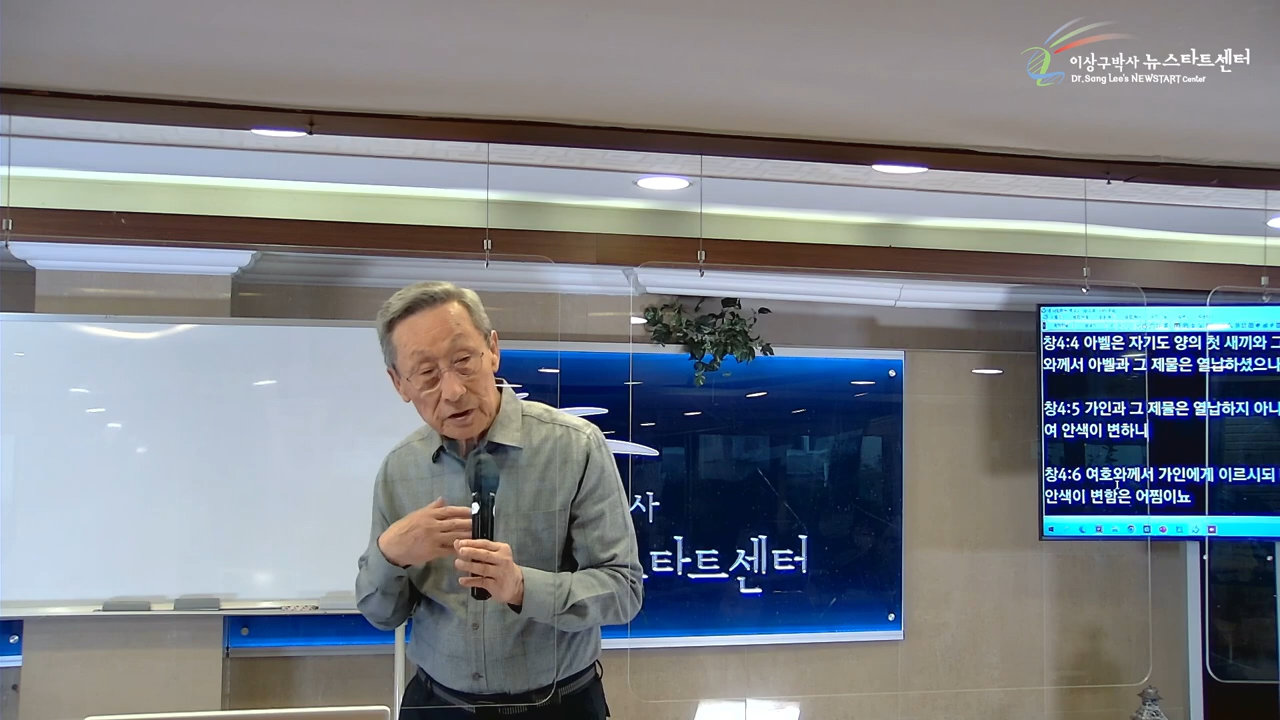 이상구박사 뉴스타트센터
Dr.Sang Lee's NEWSTART Center
창4:4 아벨은 자기도 양의 첫 새끼와 그
와께서 아벨과 그 제물은 열납하셨으나
창4:5 가인과 그 제물은 열납하지 아니
여 안색이 변하니
창4:6 여호와께서 가인에게 이르시되
안색이 변함은 어찜이뇨
사
스타트센터